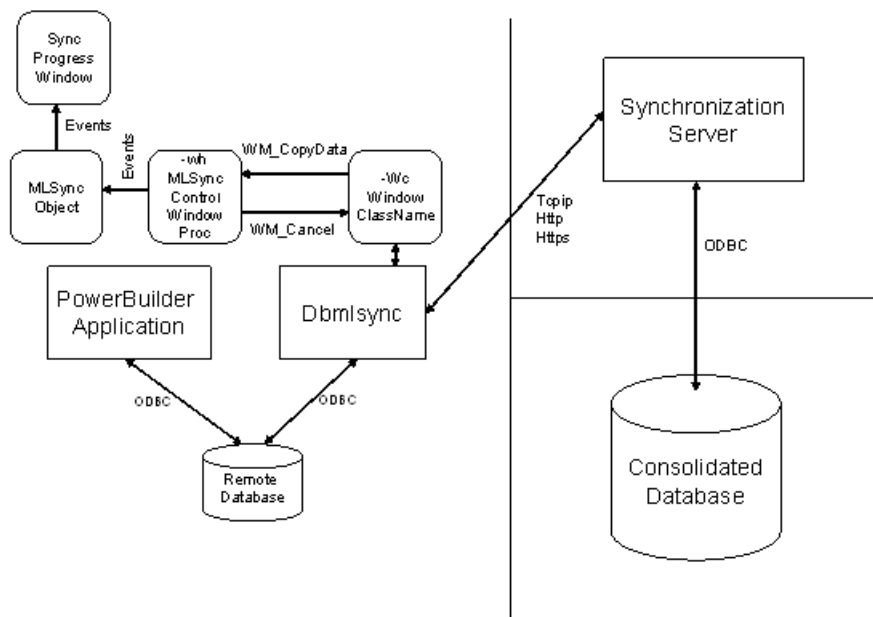 Sync
Progress
Window
Events
MLSync
Object
Events
-wh
MLSync
Control
Window
Proc
WM_CopyData
WM_Cancel
-Wc
Window
ClassName
PowerBuilder
Application
Dbmlsync
ODBC
ODBC
Remote
Database
Synchronization
Server
Tcpip
Http
Https
ODBC
Consolidated
Database